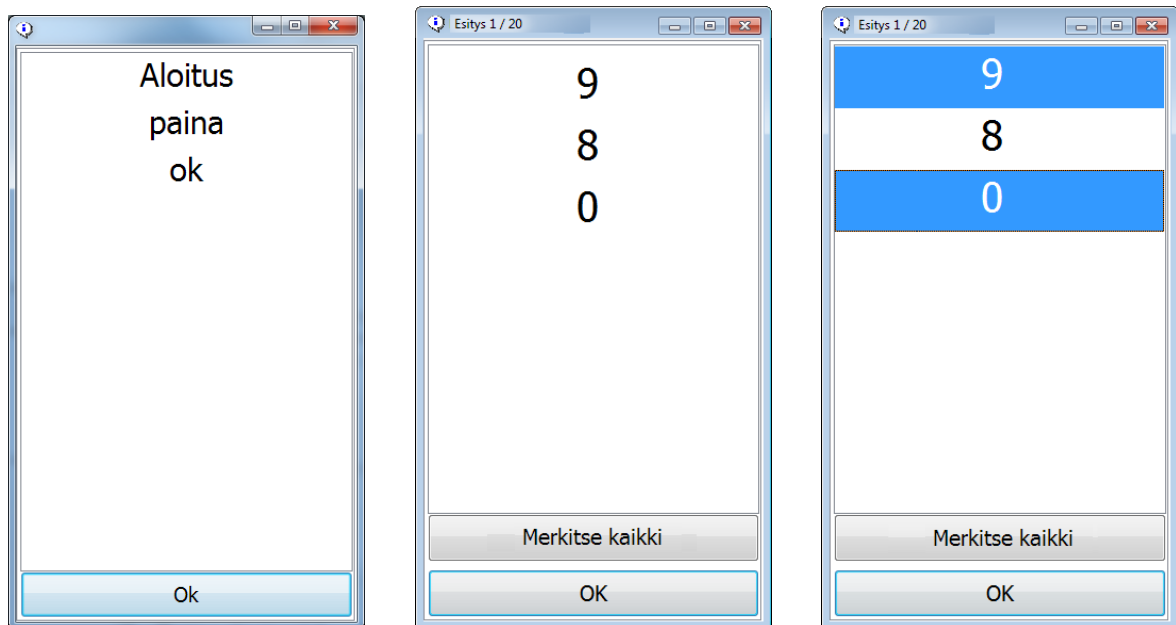 Aloitus
paina
ok
Ok
Esitys 1 / 20
9
8
0
Merkitse kaikki
OK
Esitys 1 / 20
9
8
0
Merkitse kaikki
OK